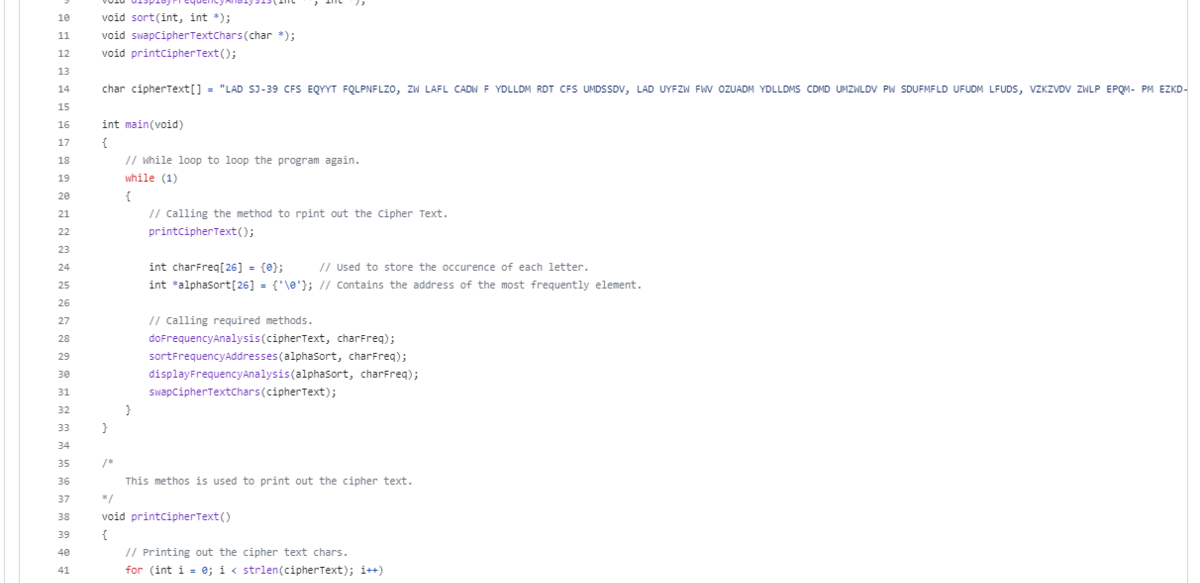 9 void displayFrequencyAnalysis(int **, int *);
10 void sort(int, int *);
11 void swapCipherTextChars(char *);
12 void printCipherText();
13
14 char cipherText[] = "LAD SJ-39 CFS EQYYT FQLPNFLZO, ZW LAFL CADW F YDLLDM RDT CFS UMDSSDV, LAD UYFZW FWV OZUADM YDLLDMS CDMD UMZWLDV PW SDUFMFLD UFUDM LFUDS, VZKZVDV ZWLP EPQM- PM EZKD-
15
16 int main(void)
17 {
18 // While loop to loop the program again.
19 while (1)
20 {
21 // Calling the method to rpint out the Cipher Text.
22 printCipherText();
23
24 int charFreq[26] = {0}; // Used to store the occurence of each letter.
25 int *alphaSort[26] = {'\0'}; // Contains the address of the most frequently element.
26
27 // Calling required methods.
28 doFrequencyAnalysis(cipherText, charFreq);
29 sortFrequencyAddresses(alphaSort, charFreq);
30 displayFrequencyAnalysis(alphaSort, charFreq);
31 swapCipherTextChars(cipherText);
32 }
33 }
34
35 /*
36 This methos is used to print out the cipher text.
37 */
38 void printCipherText()
39 {
40 // Printing out the cipher text chars.
41 for (int i = 0; i < strlen(cipherText); i++)